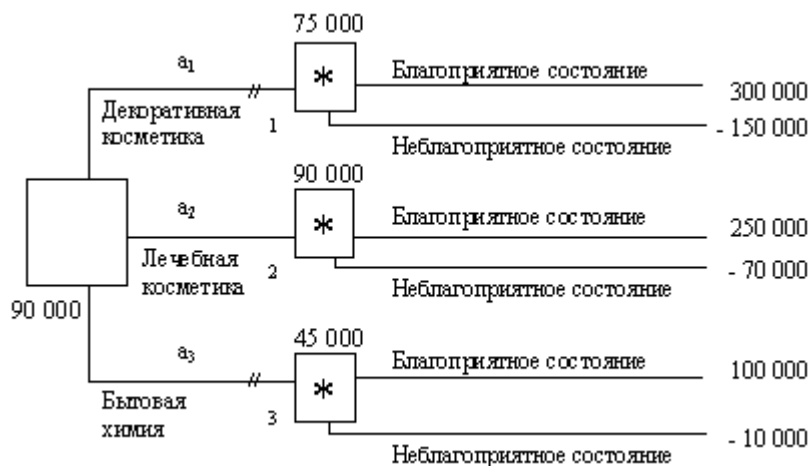 75 000
a₁
Благоприятное состояние
*
300 000
Декоративная
косметика
1
- 150 000
Неблагоприятное состояние
90 000
a₂
Благоприятное состояние
*
250 000
Лечебная
косметика
2
- 70 000
Неблагоприятное состояние
90 000
45 000
a₃
Благоприятное состояние
*
100 000
Бытовая
химия
3
- 10 000
Неблагоприятное состояние